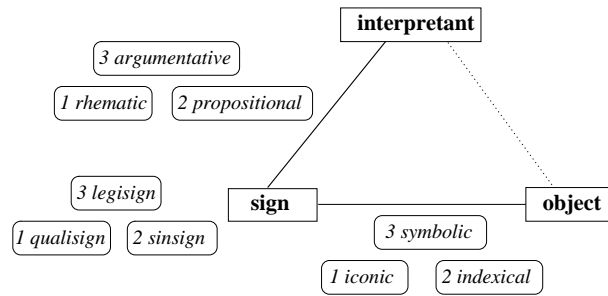 interpretant
3 argumentative
1 rhematic 2 propositional
3 legisign
sign object
1 qualisign 2 sinsign
3 symbolic
1 iconic 2 indexical